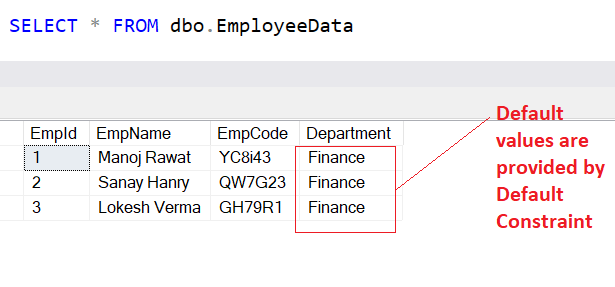 SELECT * FROM dbo.EmployeeData
EmpId EmpName EmpCode Department
1 Manoj Rawat YC8i43 Finance
2 Sanay Hanry QW7G23 Finance
3 Lokesh Verma GH79R1 Finance
Default
values are
provided by
Default
Constraint